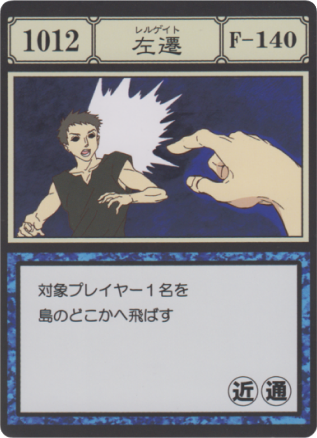 1012
レルゲイト
左遷
F-140
対象プレイヤー1名を
島のどこかへ飛ばす
近 通